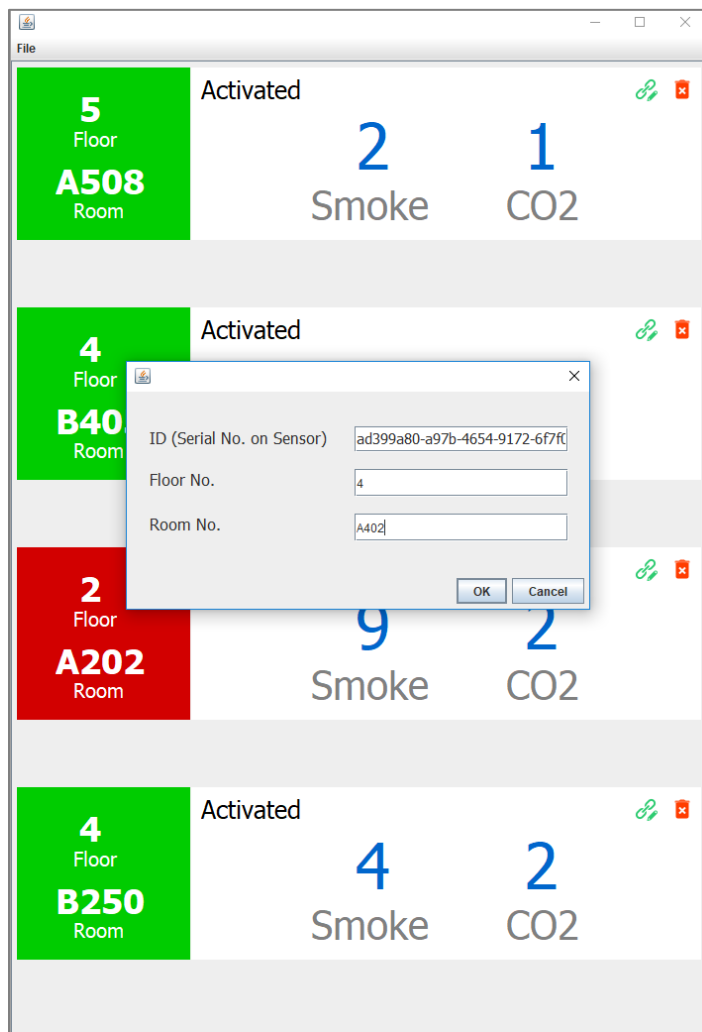 File
5
Floor
A508
Room
Activated
2
Smoke
1
CO2
4
Floor
Room
Activated
ID (Serial No. on Sensor)
ad399a80-a97b-4654-9172-6f7f
Floor No.
4
Room No.
A402
OK
Cancel
2
Floor
A202
Room
9
Smoke
2
CO2
4
Floor
B250
Room
Activated
4
Smoke
2
CO2